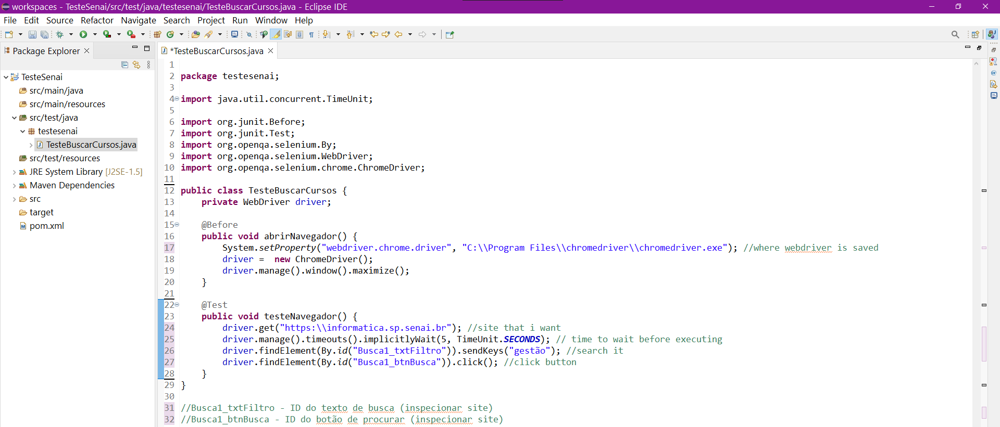 workspaces - TesteSenai/src/test/java/testesenai/TesteBuscarCursos.java - Eclipse IDE
File Edit Source Refactor Navigate Search Project Run Window Help
Package Explorer
TesteSenai
src/main/java
src/main/resources
src/test/java
testesenai
TesteBuscarCursos.java
src/test/resources
JRE System Library [J2SE-1.5]
Maven Dependencies
src
target
pom.xml
*TesteBuscarCursos.java
1
2 package testesenai;
3
4 import java.util.concurrent.TimeUnit;
5
6 import org.junit.Before;
7 import org.junit.Test;
8 import org.openqa.selenium.By;
9 import org.openqa.selenium.WebDriver;
10 import org.openqa.selenium.chrome.ChromeDriver;
11
12 public class TesteBuscarCursos {
13     private WebDriver driver;
14
15     @Before
16     public void abrirNavegador() {
17         System.setProperty("webdriver.chrome.driver", "C:\\Program Files\\chromedriver\\chromedriver.exe"); //where webdriver is saved
18         driver =  new ChromeDriver();
19         driver.manage().window().maximize();
20     }
21
22     @Test
23     public void testeNavegador() {
24         driver.get("https:\\informatica.sp.senai.br"); //site that i want
25         driver.manage().timeouts().implicitlyWait(5, TimeUnit.SECONDS); // time to wait before executing
26         driver.findElement(By.id("Busca1_txtFiltro")).sendKeys("gestão"); //search it
27         driver.findElement(By.id("Busca1_btnBusca")).click(); //click button
28     }
29 }
30
31 //Busca1_txtFiltro - ID do texto de busca (inspecionar site)
32 //Busca1_btnBusca - ID do botão de procurar (inspecionar site)